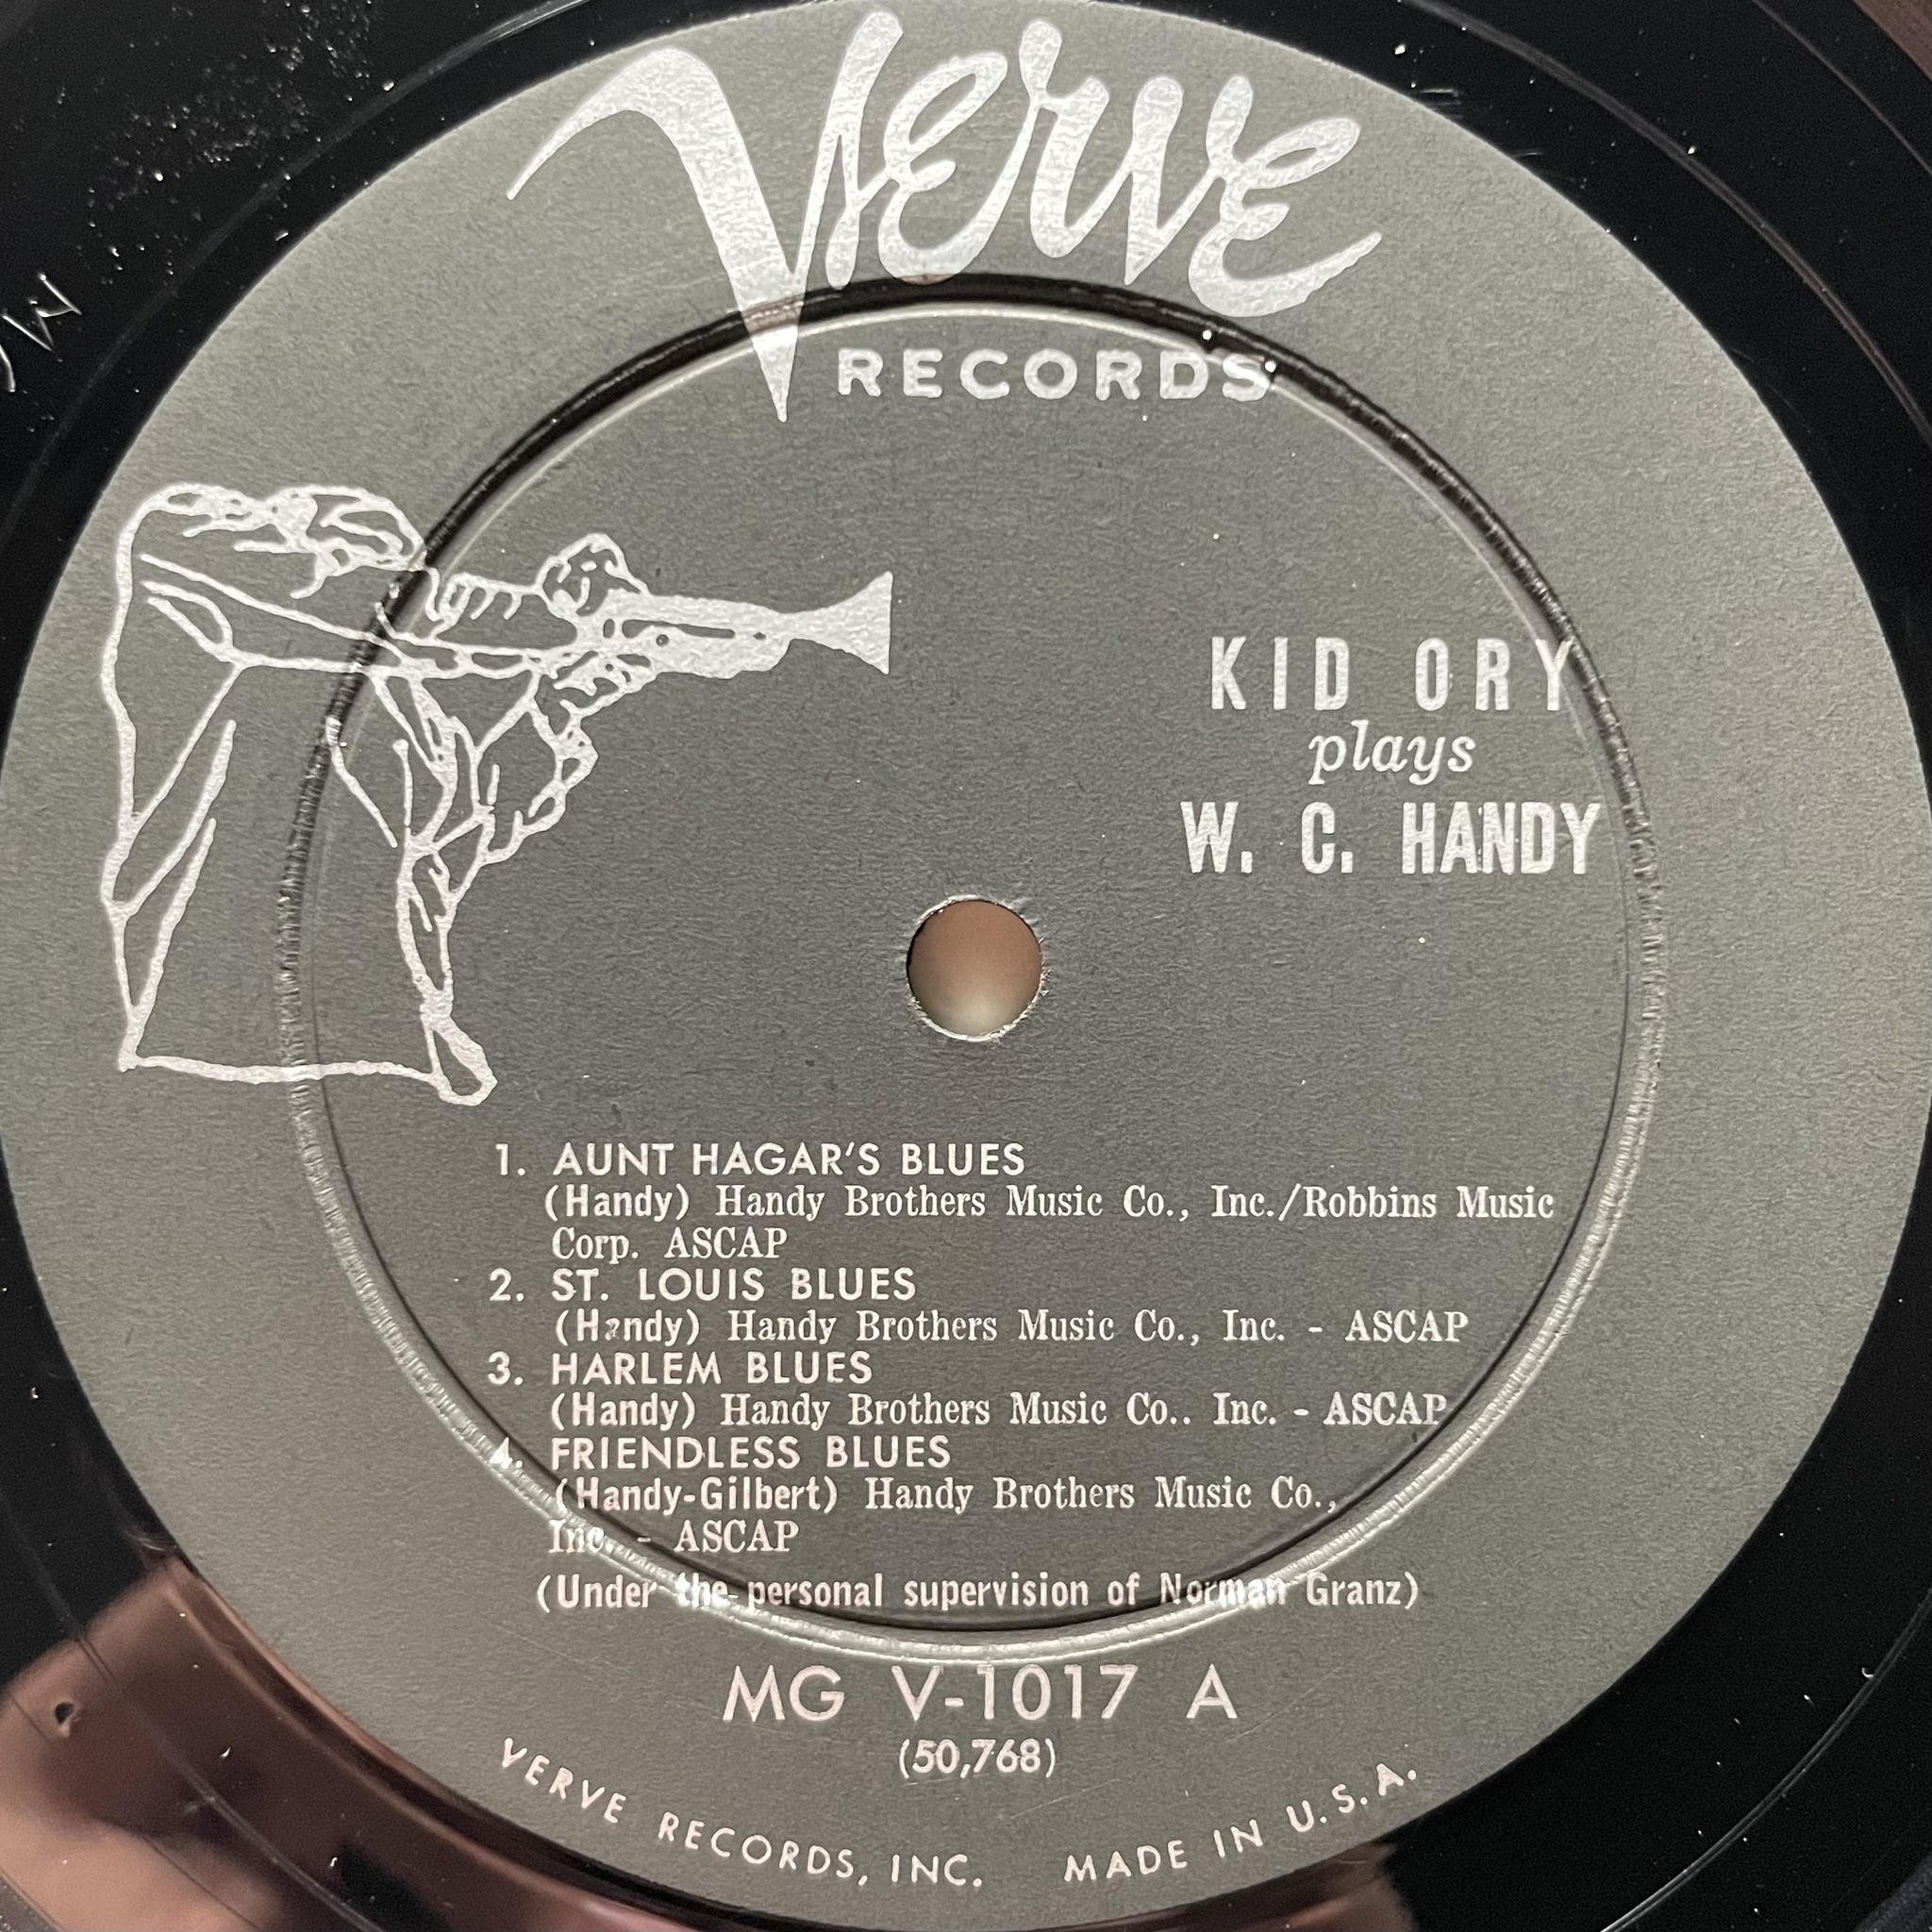 Verve
RECORDS
KID ORY
plays
W. C. HANDY
1. AUNT HAGAR'S BLUES
(Handy) Handy Brothers Music Co., Inc./Robbins Music
Corp. ASCAP
2. ST. LOUIS BLUES
(Handy) Handy Brothers Music Co., Inc. - ASCAP
3. HARLEM BLUES
(Handy) Handy Brothers Music Co.. Inc. - ASCAP
4. FRIENDLESS BLUES
(Handy-Gilbert) Handy Brothers Music Co.,
Inc. - ASCAP
(Under the personal supervision of Norman Granz)
MG V-1017 A
(50,768)
VERVE RECORDS, INC. MADE IN U.S.A.